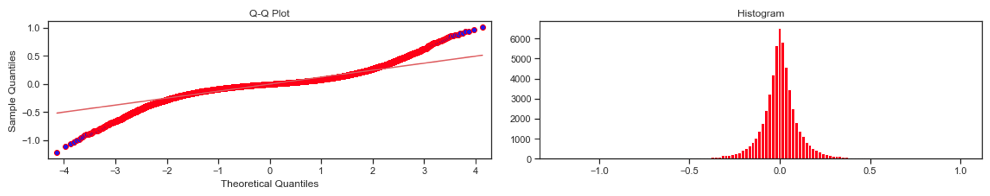 Q-Q Plot
1.0
0.5
0.0
−0.5
−1.0
Sample Quantiles
−4 −3 −2 −1 0 1 2 3 4
Theoretical Quantiles
Histogram
6000
5000
4000
3000
2000
1000
0
−1.0 −0.5 0.0 0.5 1.0